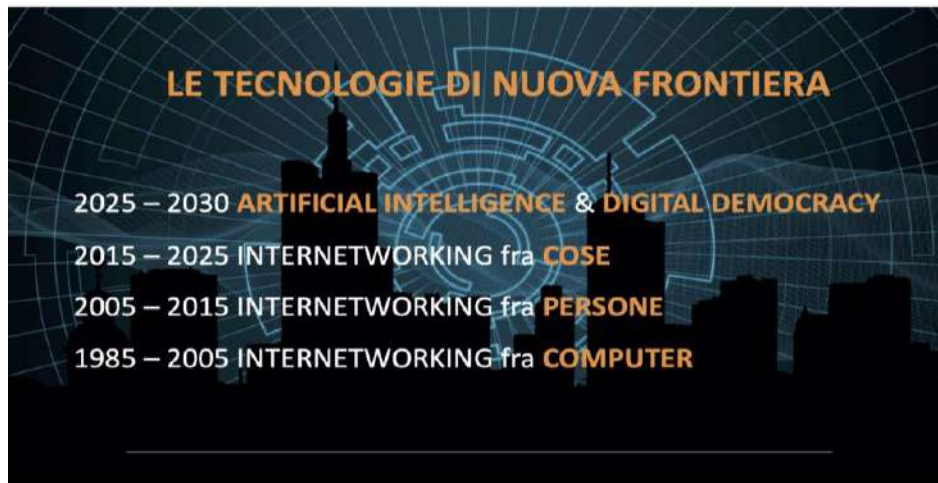 LE TECNOLOGIE DI NUOVA FRONTIERA
2025 – 2030 ARTIFICIAL INTELLIGENCE & DIGITAL DEMOCRACY
2015 – 2025 INTERNETWORKING fra COSE
2005 – 2015 INTERNETWORKING fra PERSONE
1985 – 2005 INTERNETWORKING fra COMPUTER